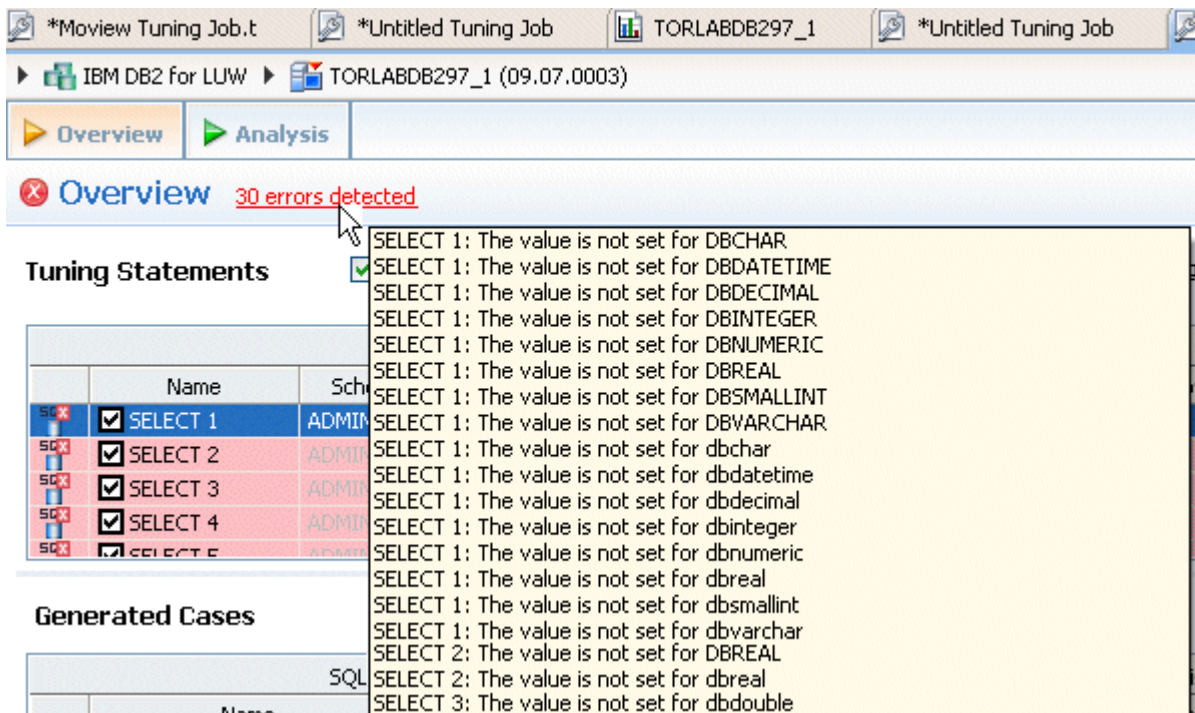 *Moview Tuning Job.t
*Untitled Tuning Job
TORLABDB297_1
*Untitled Tuning Job
IBM DB2 for LUW
TORLABDB297_1 (09.07.0003)
Overview
Analysis
Overview
30 errors detected
Tuning Statements
SELECT 1: The value is not set for DBCHAR
SELECT 1: The value is not set for DBDATETIME
SELECT 1: The value is not set for DBDECIMAL
SELECT 1: The value is not set for DBINTEGER
SELECT 1: The value is not set for DBNUMERIC
SELECT 1: The value is not set for DBREAL
SELECT 1: The value is not set for DBSMALLINT
SELECT 1: The value is not set for DBVARCHAR
SELECT 1: The value is not set for dbchar
SELECT 1: The value is not set for dbdatetime
SELECT 1: The value is not set for dbdecimal
SELECT 1: The value is not set for dbinteger
SELECT 1: The value is not set for dbnumeric
SELECT 1: The value is not set for dbreal
SELECT 1: The value is not set for dbsmallint
SELECT 1: The value is not set for dbvarchar
SELECT 2: The value is not set for DBREAL
SELECT 2: The value is not set for dbreal
SELECT 3: The value is not set for dbdouble
Name Sch
SELECT 1 ADMIN
SELECT 2 ADMIN
SELECT 3 ADMIN
SELECT 4 ADMIN
SELECT 5 ADMIN
Generated Cases
SQL
Name